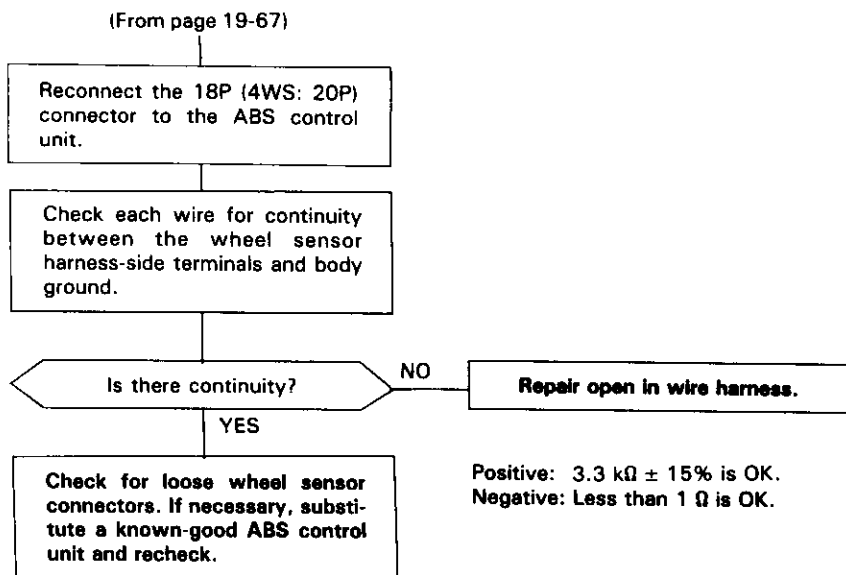 (From page 19-67)
Reconnect the 18P (4WS: 20P)
connector to the ABS control
unit.
Check each wire for continuity
between the wheel sensor
harness-side terminals and body
ground.
Is there continuity?
NO
Repair open in wire harness.
YES
Check for loose wheel sensor
connectors. If necessary, substi-
tute a known-good ABS control
unit and recheck.
Positive: 3.3 kΩ ± 15% is OK.
Negative: Less than 1 Ω is OK.